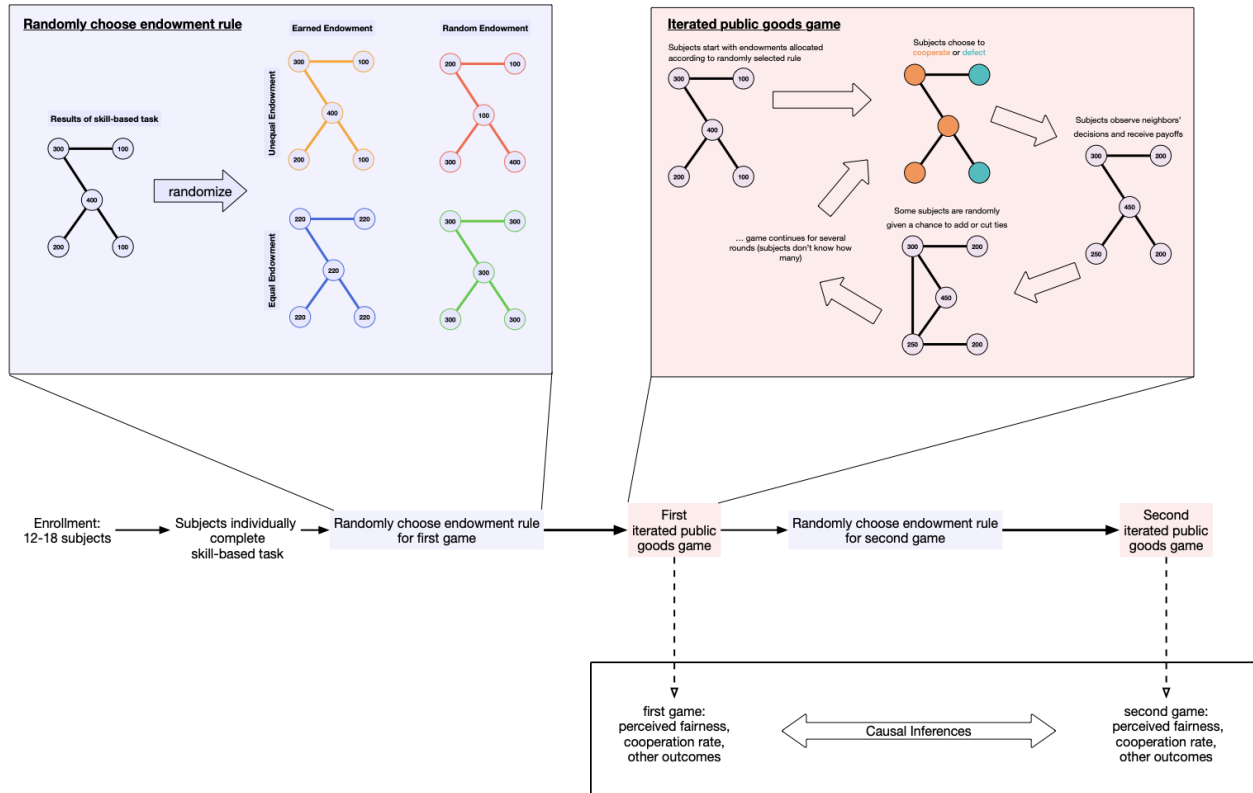 Randomly choose endowment rule
Earned Endowment
Random Endowment
Unequal Endowment
Equal Endowment
Results of skill-based task
300
100
400
200
100
randomize
300
100
400
200
100
200
100
100
300
400
220
220
220
220
220
300
300
300
300
300
Iterated public goods game
Subjects start with endowments allocated
according to randomly selected rule
300
100
400
200
100
Subjects choose to
cooperate or defect
Subjects observe neighbors'
decisions and receive payoffs
300
200
450
250
200
Some subjects are randomly
given a chance to add or cut ties
300
200
450
250
200
... game continues for several
rounds (subjects don't know how
many)
Enrollment:
12-18 subjects
Subjects individually
complete
skill-based task
Randomly choose endowment rule
for first game
First
iterated public
goods game
Randomly choose endowment rule
for second game
Second
iterated public
goods game
first game:
perceived fairness,
cooperation rate,
other outcomes
Causal Inferences
second game:
perceived fairness,
cooperation rate,
other outcomes